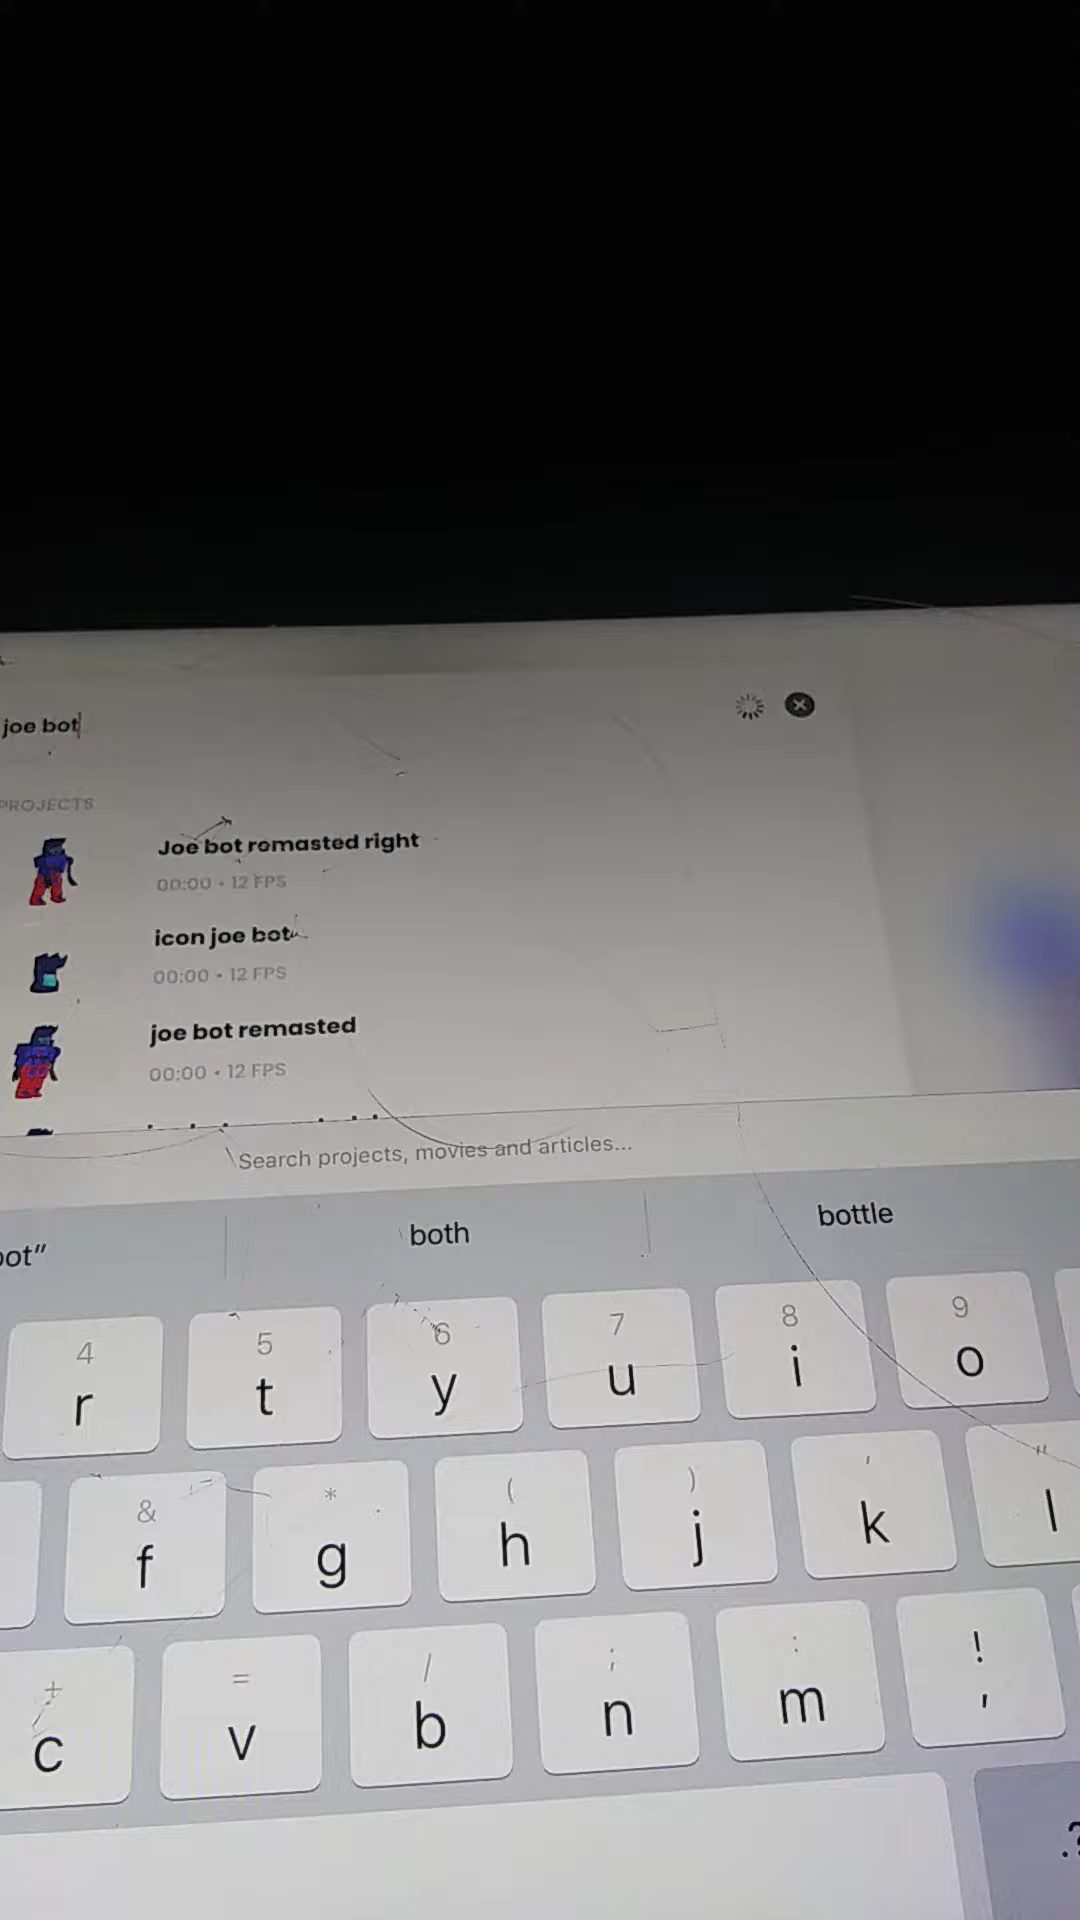 joe bot
PROJECTS
Joe bot remasted right
00:00 • 12 FPS
icon joe bot
00:00 • 12 FPS
joe bot remasted
00:00 • 12 FPS
Search projects, movies and articles...
both
bottle
4 5 6 7 8 9
r t y u i o
& * ( ) ' "
f g h j k l
+ = / ; : !
c v b n m ,